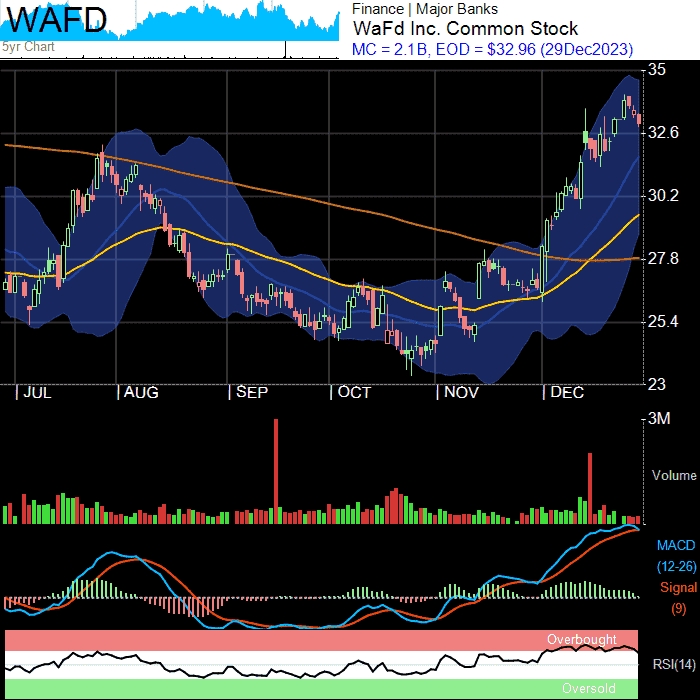 WAFD
5yr Chart
Finance | Major Banks
WaFd Inc. Common Stock
MC = 2.1B, EOD = $32.96 (29Dec2023)
35
32.6
30.2
27.8
25.4
23
| JUL | AUG | SEP | OCT | NOV | DEC
3M
Volume
MACD
(12-26)
Signal
(9)
Overbought
RSI(14)
Oversold